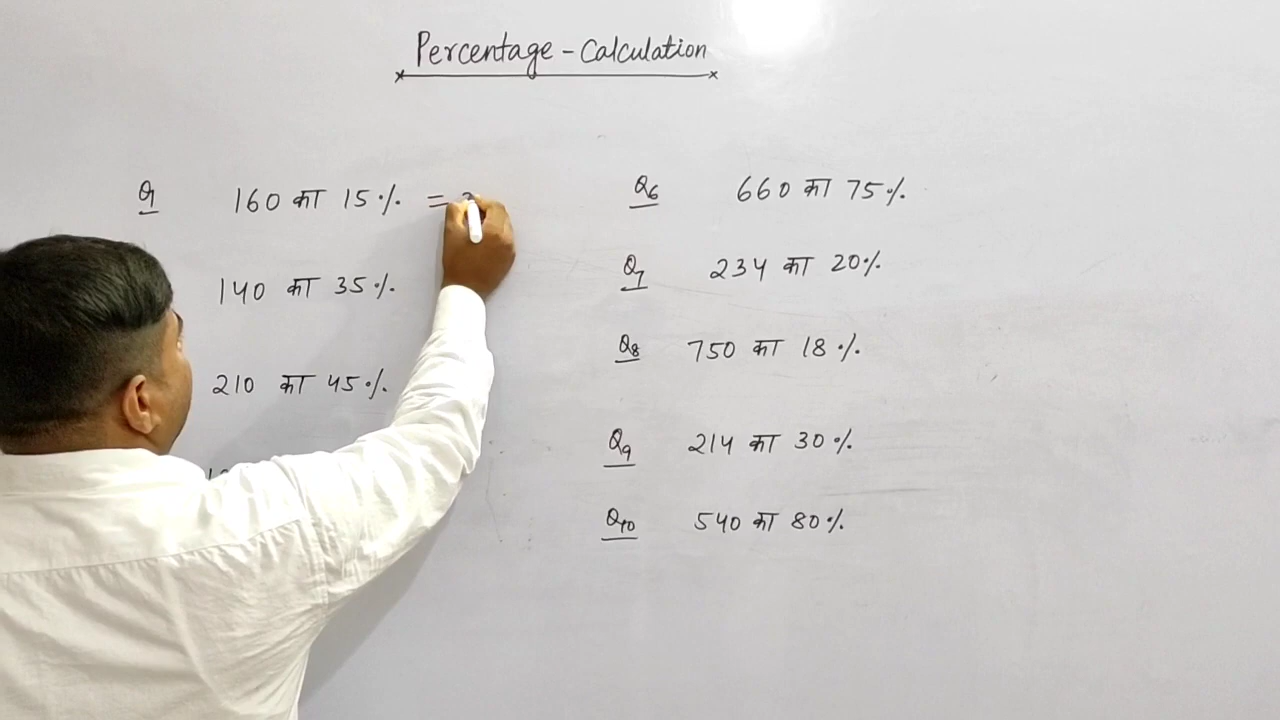 Percentage - Calculation
Q1 160 का 15% =
140 का 35%
210 का 45%
Q6 660 का 75%
Q7 234 का 20%
Q8 750 का 18%
Q9 214 का 30%
Q10 540 का 80%